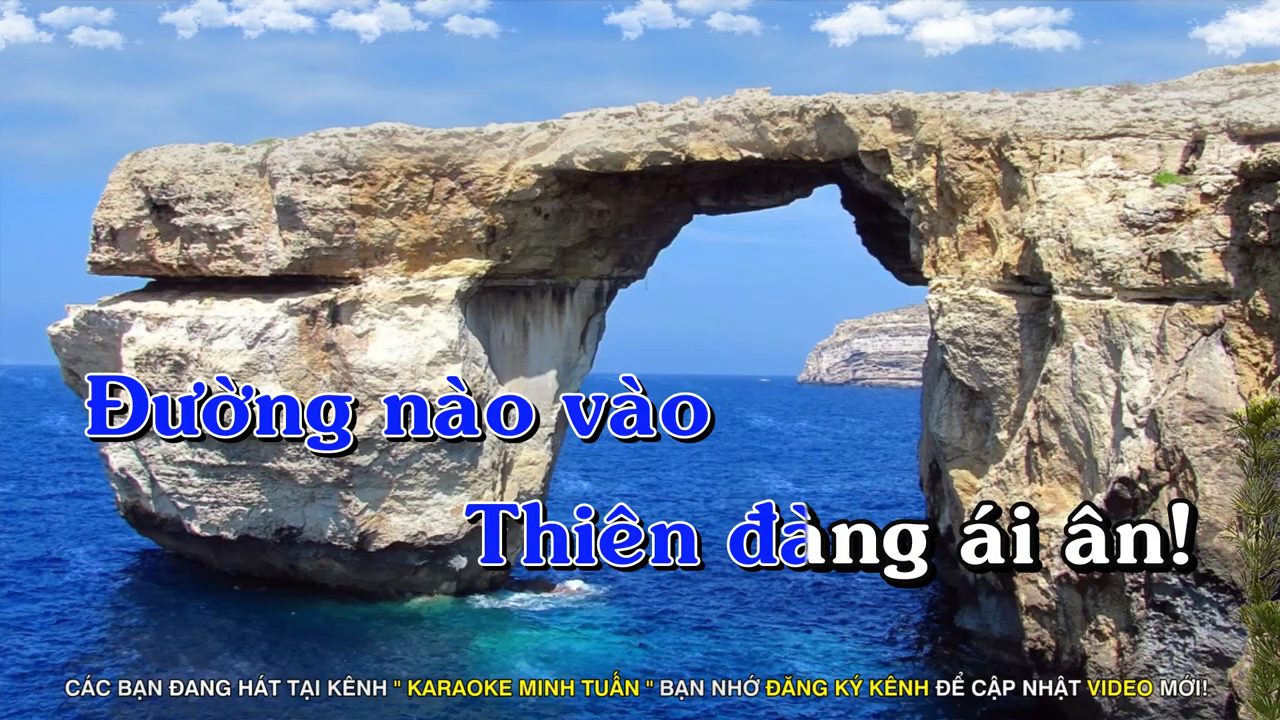 Đường nào vào
Thiên đàng ái ân!
CÁC BẠN ĐANG HÁT TẠI KÊNH " KARAOKE MINH TUẤN " BẠN NHỚ ĐĂNG KÝ KÊNH ĐỂ CẬP NHẬT VIDEO MỚI!